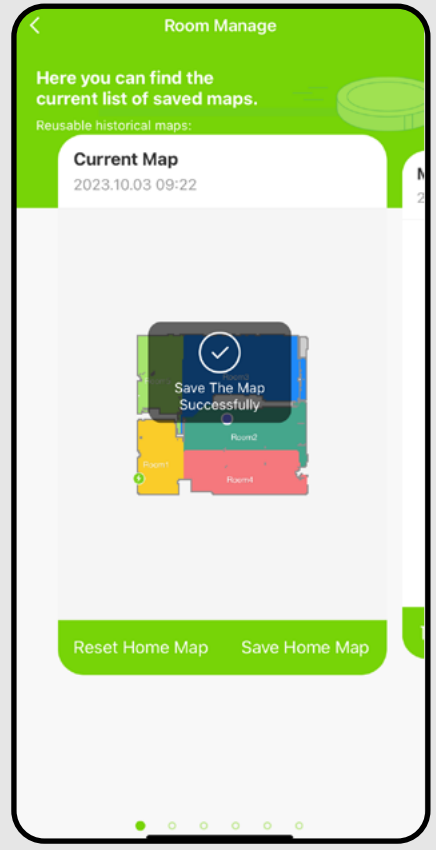 Room Manage
Here you can find the
current list of saved maps.
Reusable historical maps:
Current Map
2023.10.03 09:22
Save The Map
Successfully
Room2
Room1
Room4
Reset Home Map
Save Home Map